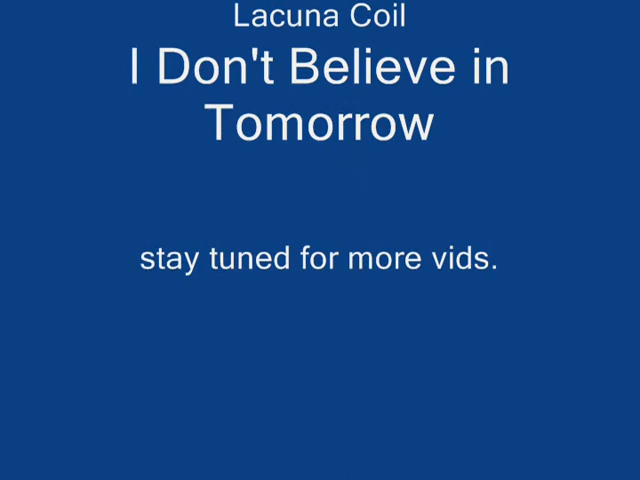 Lacuna Coil
I Don't Believe in
Tomorrow
stay tuned for more vids.